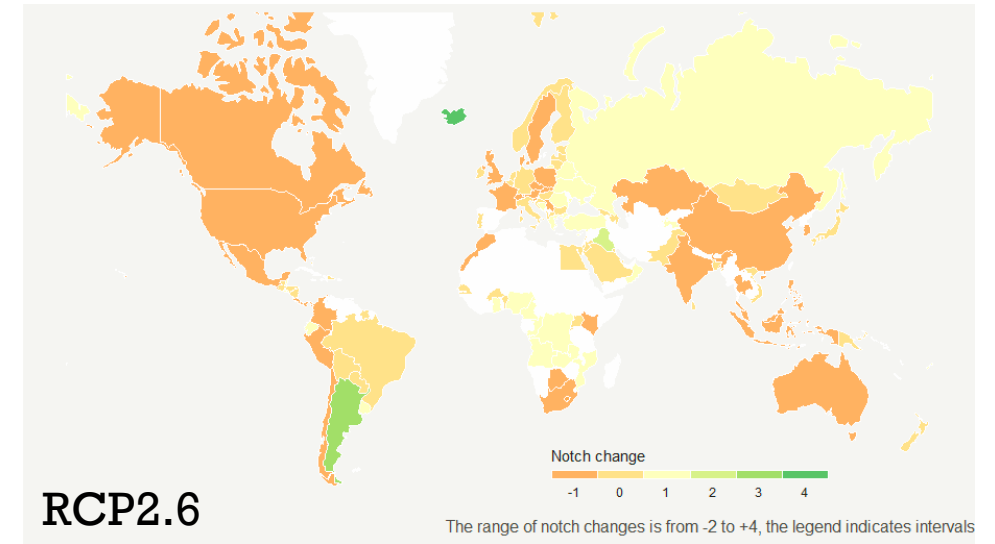 Notch change
-1 0 1 2 3 4
RCP2.6
The range of notch changes is from -2 to +4, the legend indicates intervals